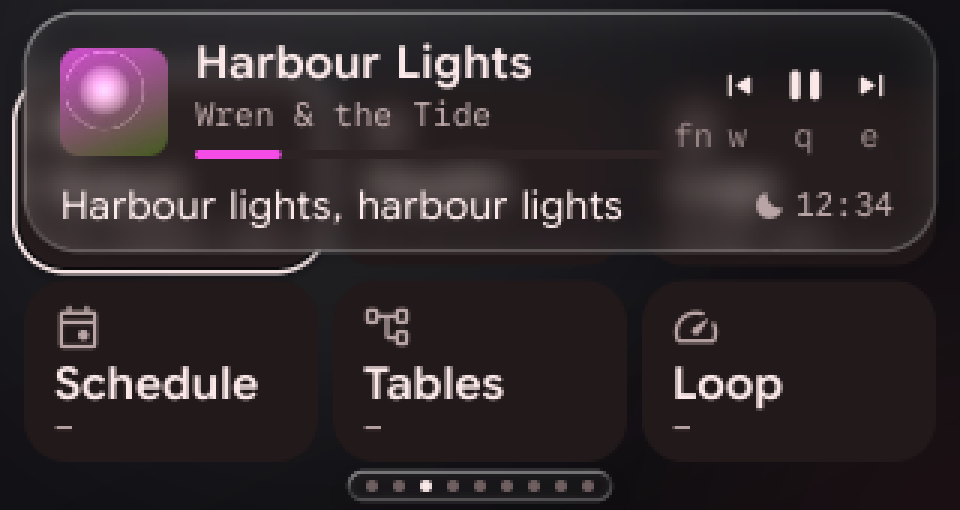 Harbour Lights
Wren & the Tide
fn w q e
Harbour lights, harbour lights
12:34
Schedule
Tables
Loop
–
–
–